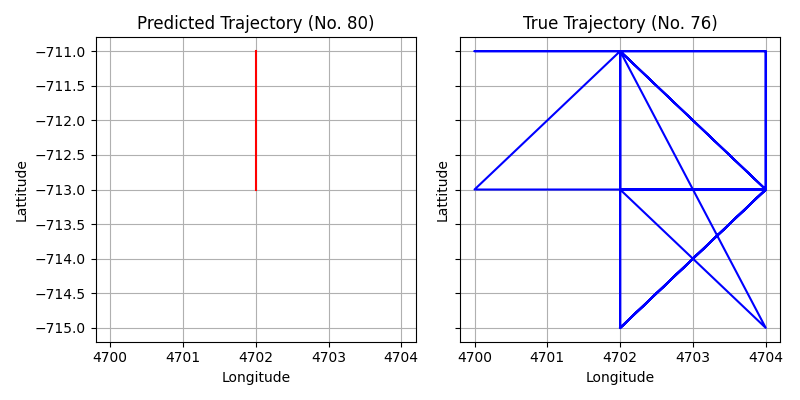 Predicted Trajectory (No. 80)
True Trajectory (No. 76)
Lattitude
−711.0
−711.5
−712.0
−712.5
−713.0
−713.5
−714.0
−714.5
−715.0
4700 4701 4702 4703 4704
Longitude
Lattitude
4700 4701 4702 4703 4704
Longitude